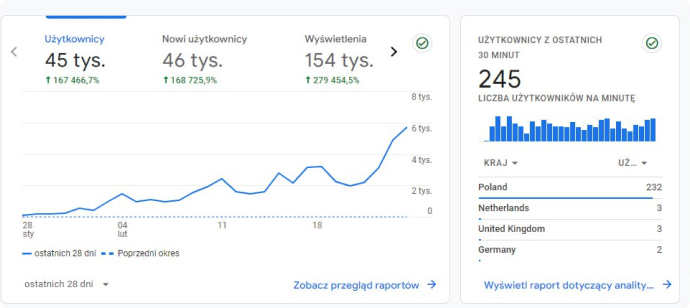 Użytkownicy
Nowi użytkownicy
Wyświetlenia
45 tys.
46 tys.
154 tys.
↑ 167 466,7%
↑ 168 725,9%
↑ 279 454,5%
8 tys.
6 tys.
4 tys.
2 tys.
0
28
sty
04
lut
11
18
ostatnich 28 dni
Poprzedni okres
ostatnich 28 dni
Zobacz przegląd raportów
UŻYTKOWNICY Z OSTATNICH
30 MINUT
245
LICZBA UŻYTKOWNIKÓW NA MINUTĘ
KRAJ
UŻ...
Poland 232
Netherlands 3
United Kingdom 3
Germany 2
Wyświetl raport dotyczący anality...